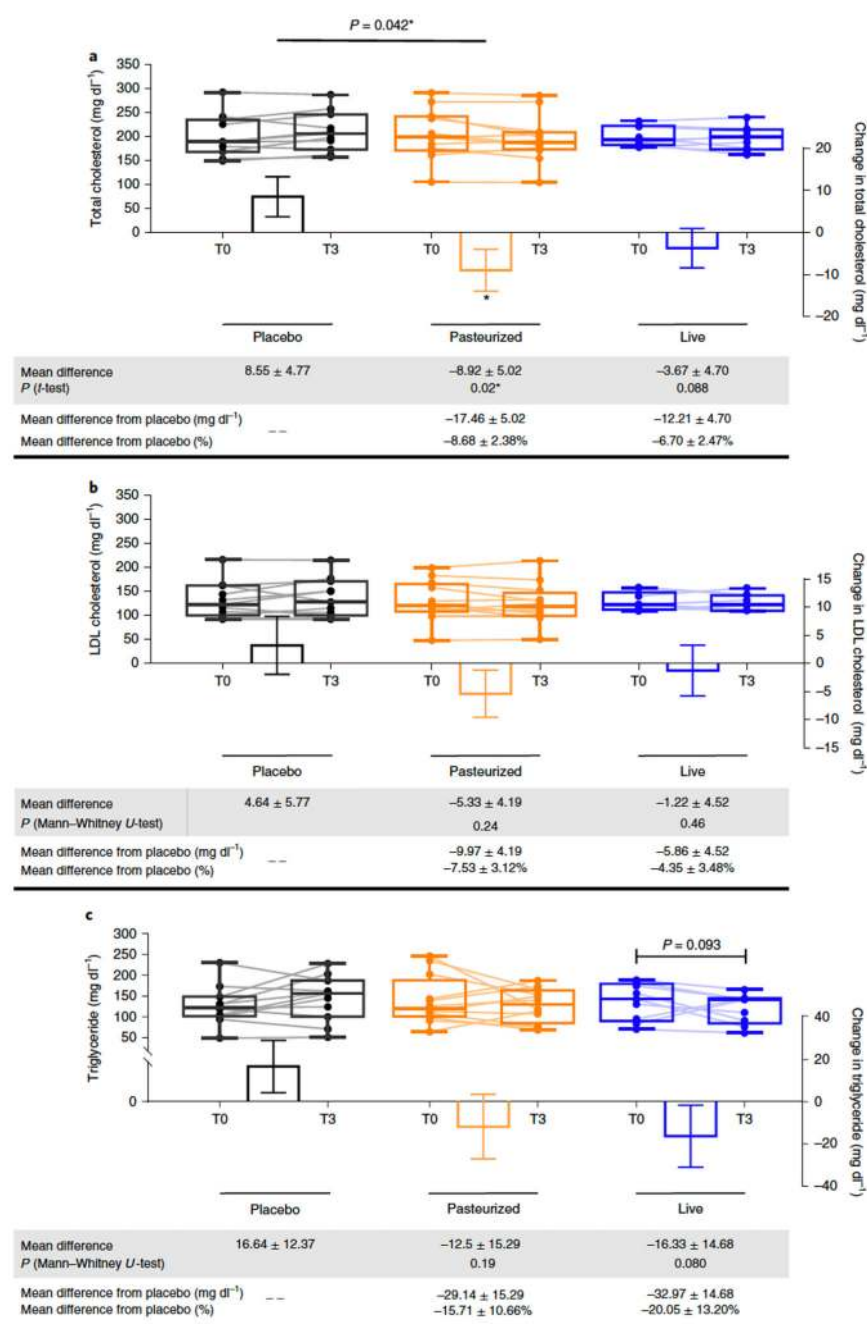 P = 0.042*
a
Total cholesterol (mg dl⁻¹)
350
300
250
200
150
100
50
0
T0
T3
T0
T3
T0
T3
20
10
0
−10
−20
Change in total cholesterol (mg dl⁻¹)
*
Placebo
Pasteurized
Live
Mean difference 8.55 ± 4.77 −8.92 ± 5.02 −3.67 ± 4.70
P (t-test) 0.02* 0.088
Mean difference from placebo (mg dl⁻¹) −17.46 ± 5.02 −12.21 ± 4.70
_ _
Mean difference from placebo (%) −8.68 ± 2.38% −6.70 ± 2.47%
b
LDL cholesterol (mg dl⁻¹)
350
300
250
200
150
100
50
0
T0
T3
T0
T3
T0
T3
15
10
5
0
−5
−10
−15
Change in LDL cholesterol (mg dl⁻¹)
Placebo
Pasteurized
Live
Mean difference 4.64 ± 5.77 −5.33 ± 4.19 −1.22 ± 4.52
P (Mann–Whitney U-test) 0.24 0.46
Mean difference from placebo (mg dl⁻¹) _ _ −9.97 ± 4.19 −5.86 ± 4.52
Mean difference from placebo (%) −7.53 ± 3.12% −4.35 ± 3.48%
c
Triglyceride (mg dl⁻¹)
300
250
200
150
100
50
0
P = 0.093
T0
T3
T0
T3
T0
T3
40
20
0
−20
−40
Change in triglyceride (mg dl⁻¹)
Placebo
Pasteurized
Live
Mean difference 16.64 ± 12.37 −12.5 ± 15.29 −16.33 ± 14.68
P (Mann–Whitney U-test) 0.19 0.080
Mean difference from placebo (mg dl⁻¹) _ _ −29.14 ± 15.29 −32.97 ± 14.68
Mean difference from placebo (%) −15.71 ± 10.66% −20.05 ± 13.20%